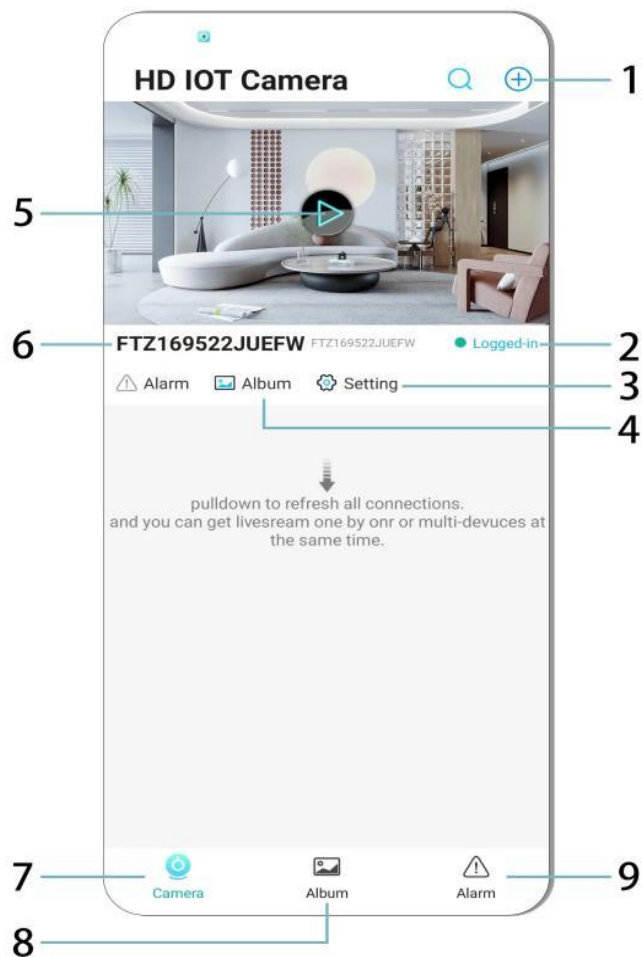 HD IOT Camera
1
5
6
FTZ169522JUEFW FTZ169522JUEFW Logged-in
2
Alarm Album Setting
3
4
pulldown to refresh all connections.
and you can get livesream one by onr or multi-devuces at
the same time.
7
Camera Album Alarm
9
8